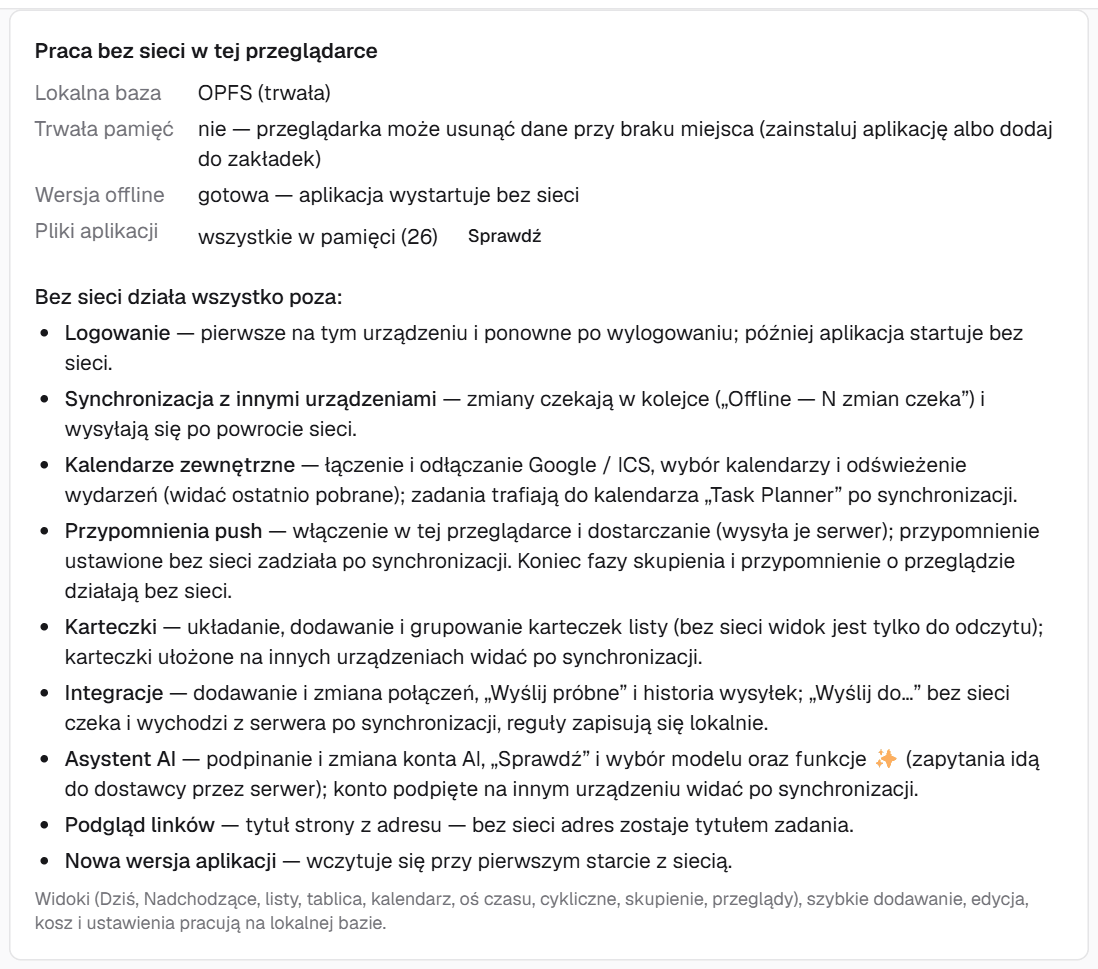 Praca bez sieci w tej przeglądarce
Lokalna baza OPFS (trwała)
Trwała pamięć nie — przeglądarka może usunąć dane przy braku miejsca (zainstaluj aplikację albo dodaj
do zakładek)
Wersja offline gotowa — aplikacja wystartuje bez sieci
Pliki aplikacji wszystkie w pamięci (26) Sprawdź
Bez sieci działa wszystko poza:
• Logowanie — pierwsze na tym urządzeniu i ponowne po wylogowaniu; później aplikacja startuje bez
sieci.
• Synchronizacja z innymi urządzeniami — zmiany czekają w kolejce („Offline — N zmian czeka”) i
wysyłają się po powrocie sieci.
• Kalendarze zewnętrzne — łączenie i odłączanie Google / ICS, wybór kalendarzy i odświeżenie
wydarzeń (widać ostatnio pobrane); zadania trafiają do kalendarza „Task Planner” po synchronizacji.
• Przypomnienia push — włączenie w tej przeglądarce i dostarczanie (wysyła je serwer); przypomnienie
ustawione bez sieci zadziała po synchronizacji. Koniec fazy skupienia i przypomnienie o przeglądzie
działają bez sieci.
• Karteczki — układanie, dodawanie i grupowanie karteczek listy (bez sieci widok jest tylko do odczytu);
karteczki ułożone na innych urządzeniach widać po synchronizacji.
• Integracje — dodawanie i zmiana połączeń, „Wyślij próbne” i historia wysyłek; „Wyślij do…” bez sieci
czeka i wychodzi z serwera po synchronizacji, reguły zapisują się lokalnie.
• Asystent AI — podpinanie i zmiana konta AI, „Sprawdź” i wybór modelu oraz funkcje ✨ (zapytania idą
do dostawcy przez serwer); konto podpięte na innym urządzeniu widać po synchronizacji.
• Podgląd linków — tytuł strony z adresu — bez sieci adres zostaje tytułem zadania.
• Nowa wersja aplikacji — wczytuje się przy pierwszym starcie z siecią.
Widoki (Dziś, Nadchodzące, listy, tablica, kalendarz, oś czasu, cykliczne, skupienie, przeglądy), szybkie dodawanie, edycja,
kosz i ustawienia pracują na lokalnej bazie.